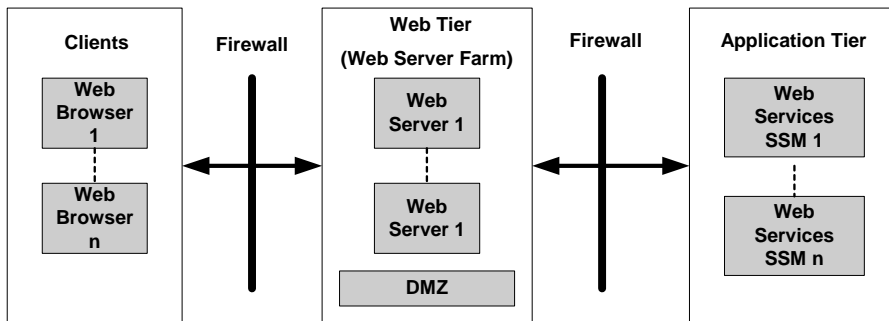 Clients
Web
Browser
1
Web
Browser
n
Firewall
Web Tier
(Web Server Farm)
Web
Server 1
Web
Server 1
DMZ
Firewall
Application Tier
Web
Services
SSM 1
Web
Services
SSM n